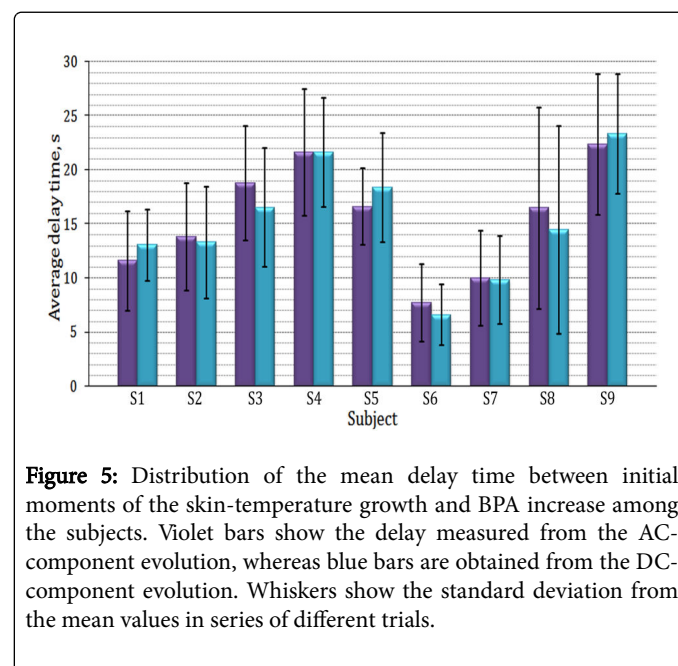 30
25
20
15
10
5
0
Average delay time, s
S1 S2 S3 S4 S5 S6 S7 S8 S9
Subject
Figure 5: Distribution of the mean delay time between initial
moments of the skin-temperature growth and BPA increase among
the subjects. Violet bars show the delay measured from the AC-
component evolution, whereas blue bars are obtained from the DC-
component evolution. Whiskers show the standard deviation from
the mean values in series of different trials.